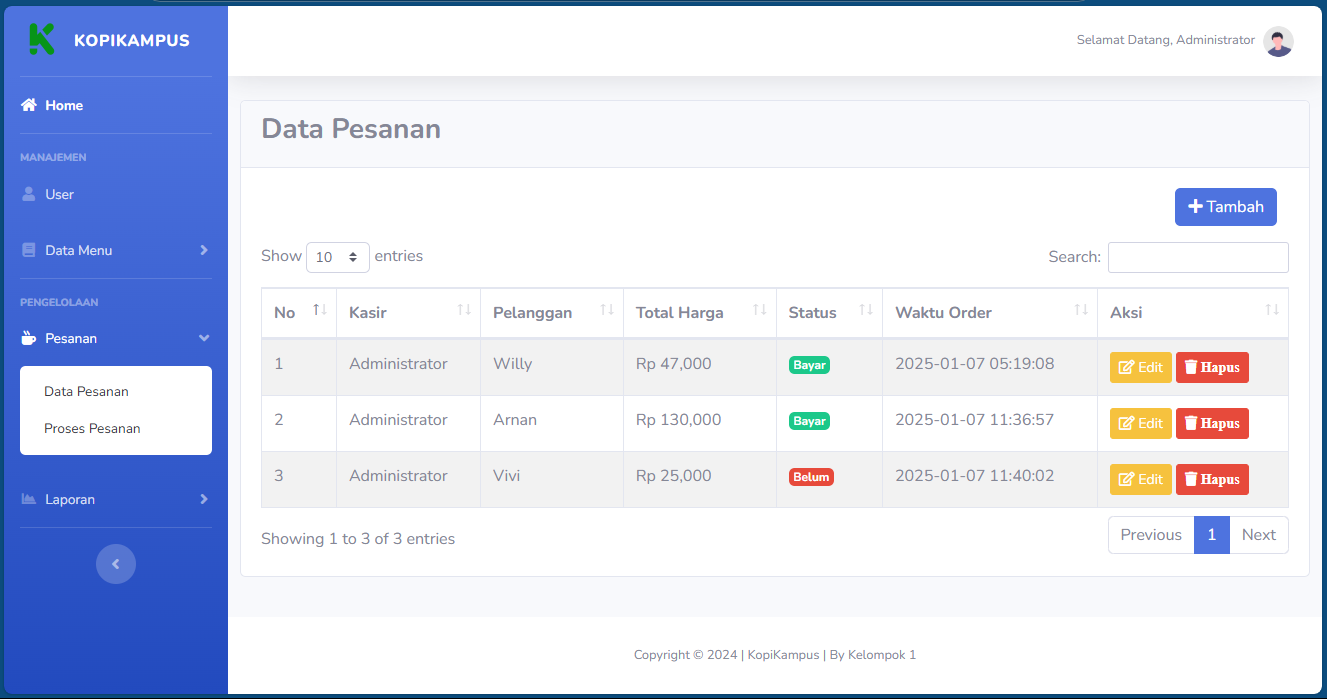 KOPIKAMPUS
Selamat Datang, Administrator
Home
MANAJEMEN
User
Data Menu
PENGELOLAAN
Pesanan
Data Pesanan
Proses Pesanan
Laporan
Data Pesanan
Tambah
Show 10 entries
Search:
No Kasir Pelanggan Total Harga Status Waktu Order Aksi
1 Administrator Willy Rp 47,000 Bayar 2025-01-07 05:19:08 Edit Hapus
2 Administrator Arnan Rp 130,000 Bayar 2025-01-07 11:36:57 Edit Hapus
3 Administrator Vivi Rp 25,000 Belum 2025-01-07 11:40:02 Edit Hapus
Showing 1 to 3 of 3 entries
Previous 1 Next
Copyright © 2024 | KopiKampus | By Kelompok 1